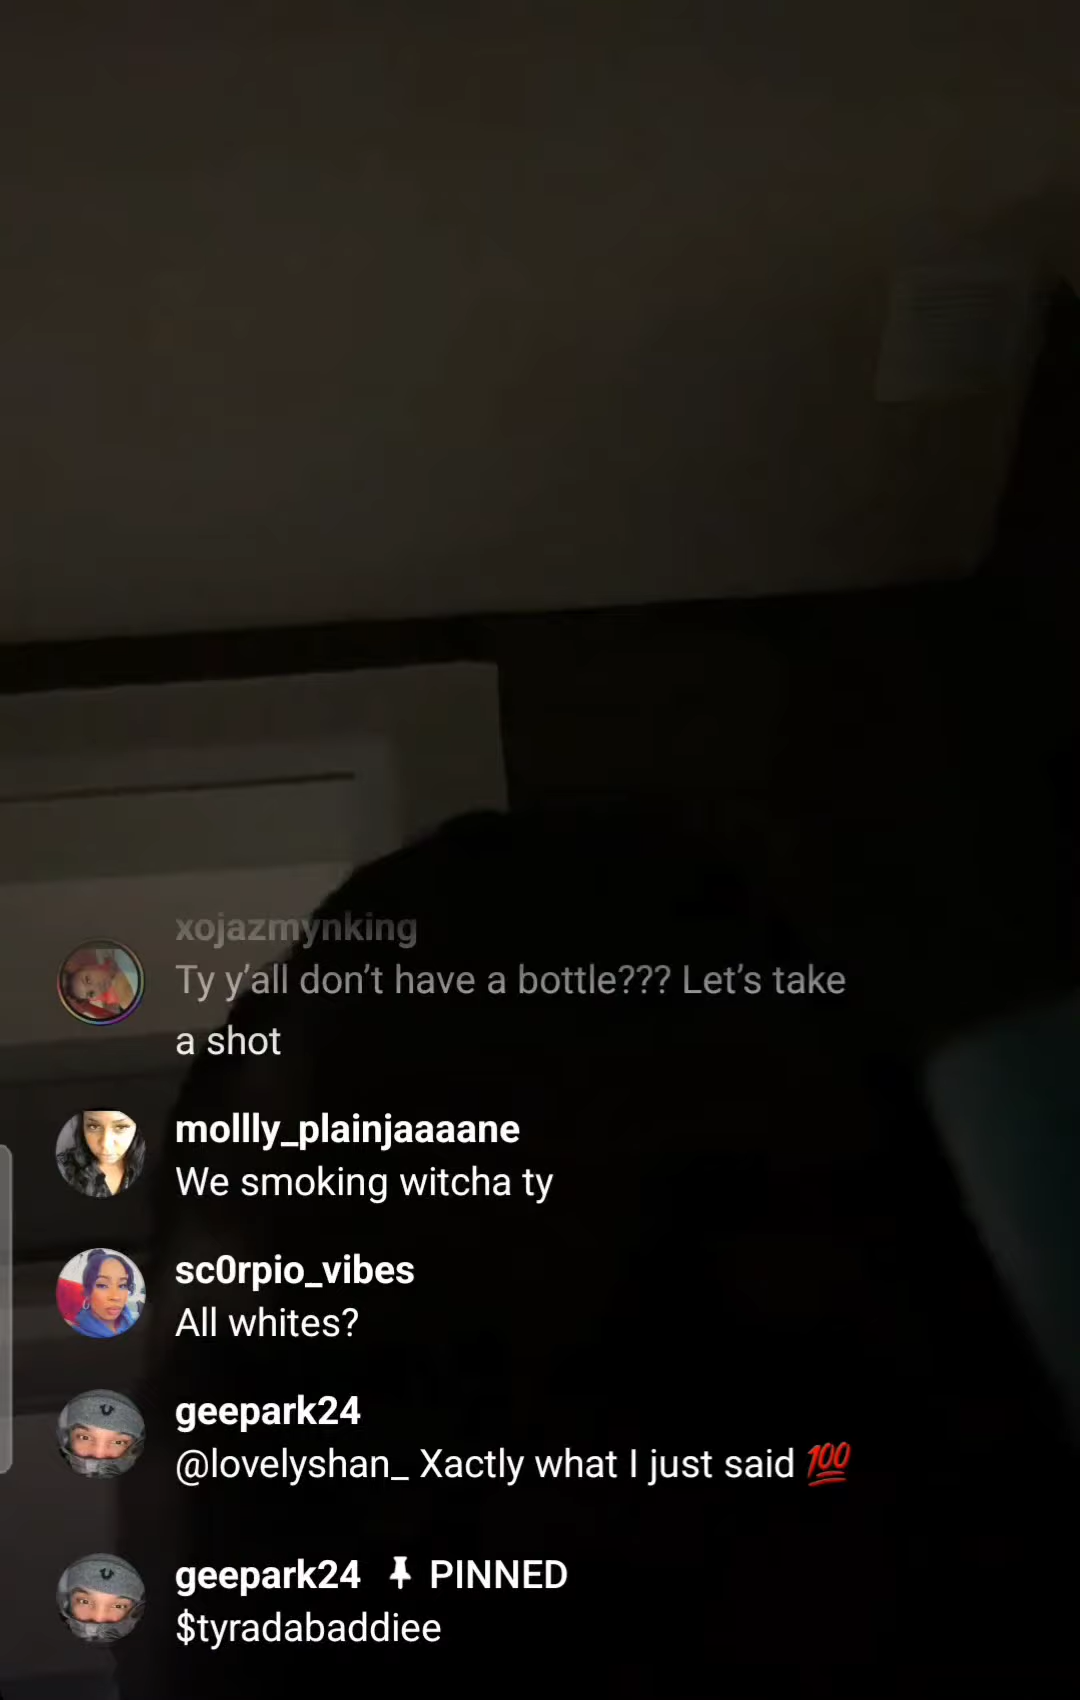 xojazmynking
Ty y’all don’t have a bottle??? Let’s take
a shot
mollly_plainjaaaane
We smoking witcha ty
sc0rpio_vibes
All whites?
geepark24
@lovelyshan_ Xactly what I just said 💯
geepark24 📌 PINNED
$tyradabaddiee